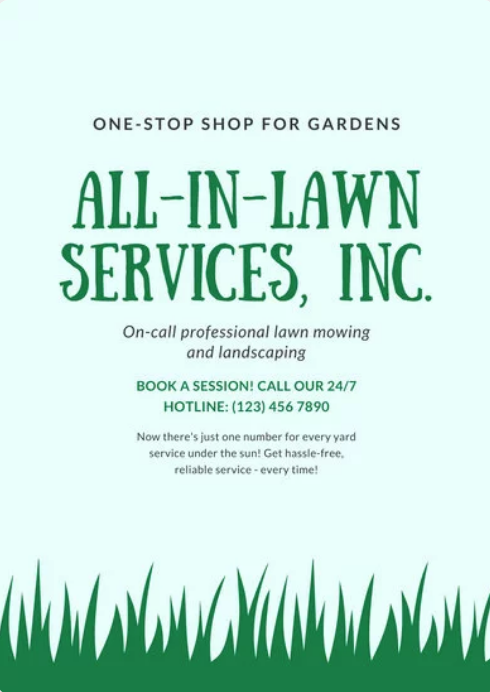 ONE-STOP SHOP FOR GARDENS
ALL-IN-LAWN
SERVICES, INC.
On-call professional lawn mowing
and landscaping
BOOK A SESSION! CALL OUR 24/7
HOTLINE: (123) 456 7890
Now there's just one number for every yard
service under the sun! Get hassle-free,
reliable service - every time!